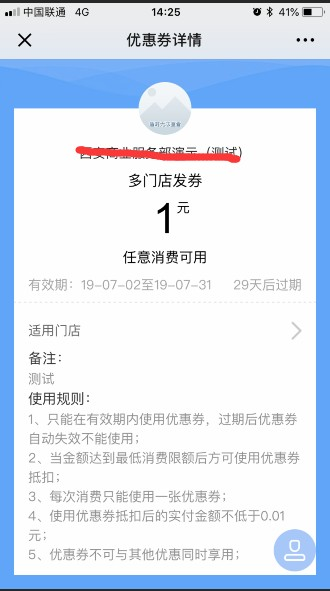 中国联通 4G 14:25 41%
优惠券详情
多门店发券
1元
任意消费可用
有效期：19-07-02至19-07-31 29天后过期
适用门店
备注：
测试
使用规则：
1、只能在有效期内使用优惠券，过期后优惠券
自动失效不能使用；
2、当金额达到最低消费限额后方可使用优惠券
抵扣；
3、每次消费只能使用一张优惠券；
4、使用优惠券抵扣后的实付金额不低于0.01
元；
5、优惠券不可与其他优惠同时享用；